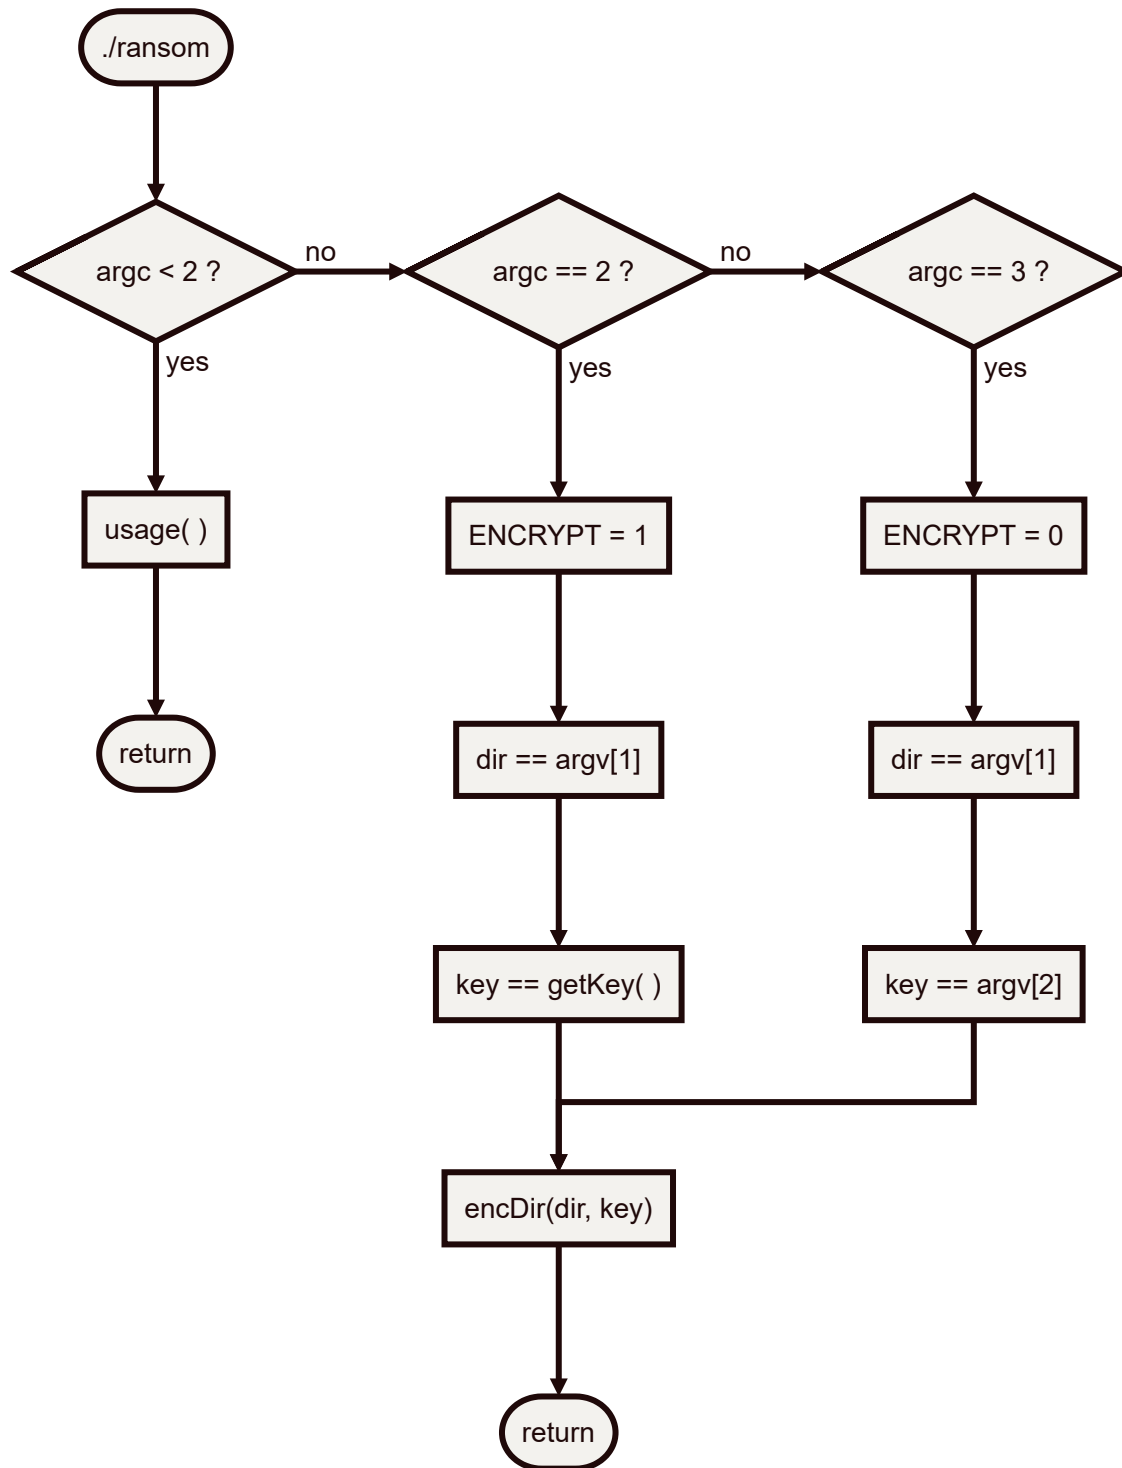 ./ransom
argc < 2 ?
no
argc == 2 ?
no
argc == 3 ?
yes
yes
yes
usage( )
ENCRYPT = 1
ENCRYPT = 0
return
dir == argv[1]
dir == argv[1]
key == getKey( )
key == argv[2]
encDir(dir, key)
return